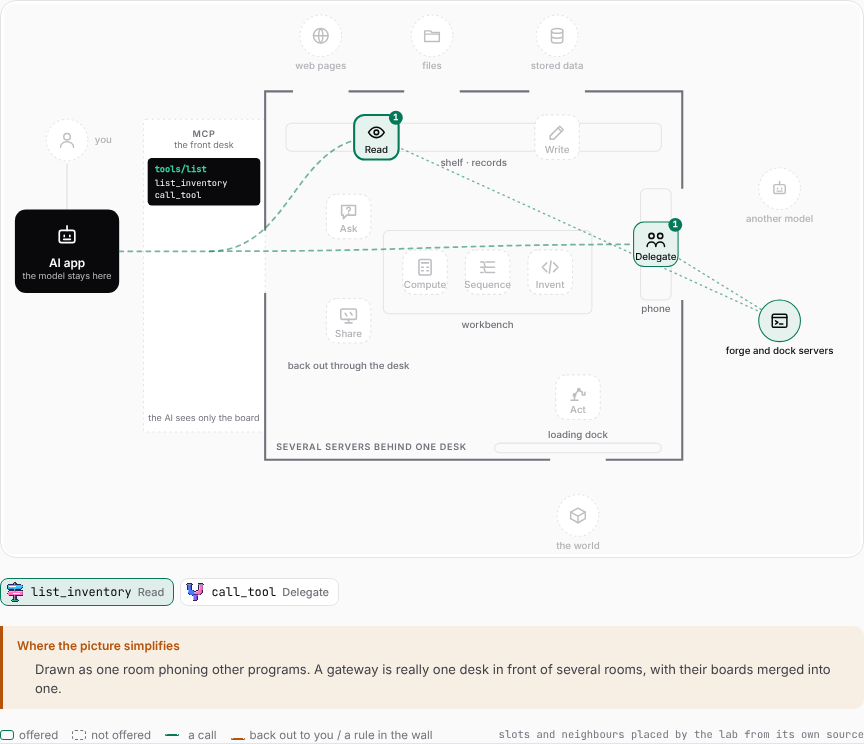 web pages
files
stored data
you
MCP
the front desk
tools/list
list_inventory
call_tool
1
Read
Write
shelf · records
another model
Ask
1
Delegate
AI app
the model stays here
Compute
Sequence
Invent
phone
workbench
Share
forge and dock servers
back out through the desk
Act
the AI sees only the board
loading dock
SEVERAL SERVERS BEHIND ONE DESK
the world
list_inventory Read
call_tool Delegate
Where the picture simplifies
Drawn as one room phoning other programs. A gateway is really one desk in front of several rooms, with their boards merged into
one.
offered not offered a call back out to you / a rule in the wall slots and neighbours placed by the lab from its own source